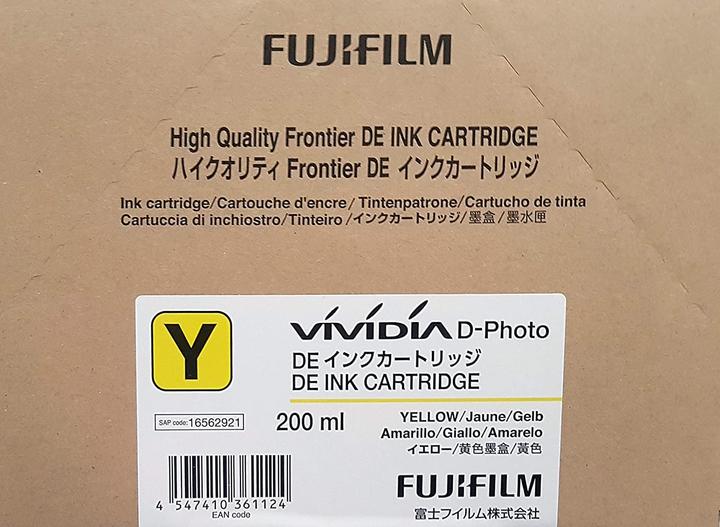 FUJIFILM
High Quality Frontier DE INK CARTRIDGE
ハイクオリティ Frontier DE インクカートリッジ
Ink cartridge/Cartouche d'encre/Tintenpatrone/Cartucho de tinta
Cartuccia di inchiostro/Tinteiro/インクカートリッジ/墨盒/墨水匣
Y
ViViDiA D-Photo
DE インクカートリッジ
DE INK CARTRIDGE
SAP code:16562921
200 ml
YELLOW/Jaune/Gelb
Amarillo/Giallo/Amarelo
イエロー/黄色墨盒/黃色
4 547410 361124
EAN code
FUJIFILM
富士フイルム株式会社